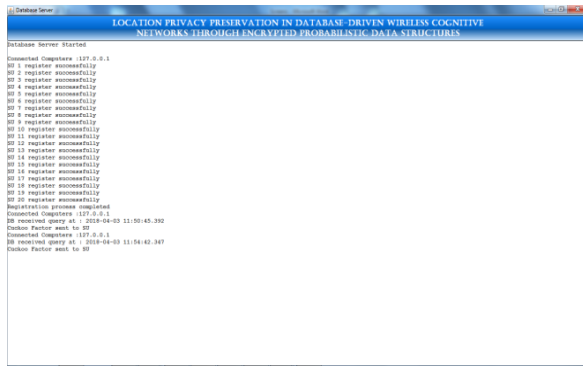 Database Server
LOCATION PRIVACY PRESERVATION IN DATABASE-DRIVEN WIRELESS COGNITIVE
NETWORKS THROUGH ENCRYPTED PROBABILISTIC DATA STRUCTURES
Database Server Started
Connected Computers :127.0.0.1
SU 1 register successfully
SU 2 register successfully
SU 3 register successfully
SU 4 register successfully
SU 5 register successfully
SU 6 register successfully
SU 7 register successfully
SU 8 register successfully
SU 9 register successfully
SU 10 register successfully
SU 11 register successfully
SU 12 register successfully
SU 13 register successfully
SU 14 register successfully
SU 15 register successfully
SU 16 register successfully
SU 17 register successfully
SU 18 register successfully
SU 19 register successfully
SU 20 register successfully
Registration process completed
Connected Computers :127.0.0.1
DB received query at : 2018-04-03 11:50:45.392
Cuckoo Factor sent to SU
Connected Computers :127.0.0.1
DB received query at : 2018-04-03 11:54:42.347
Cuckoo Factor sent to SU